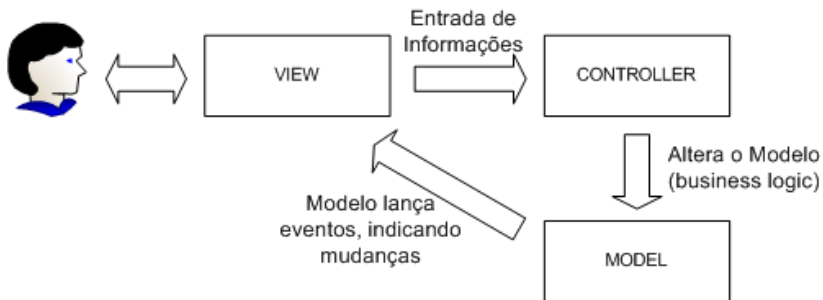 Entrada de
Informações
VIEW
CONTROLLER
Altera o Modelo
(business logic)
Modelo lança
eventos, indicando
mudanças
MODEL